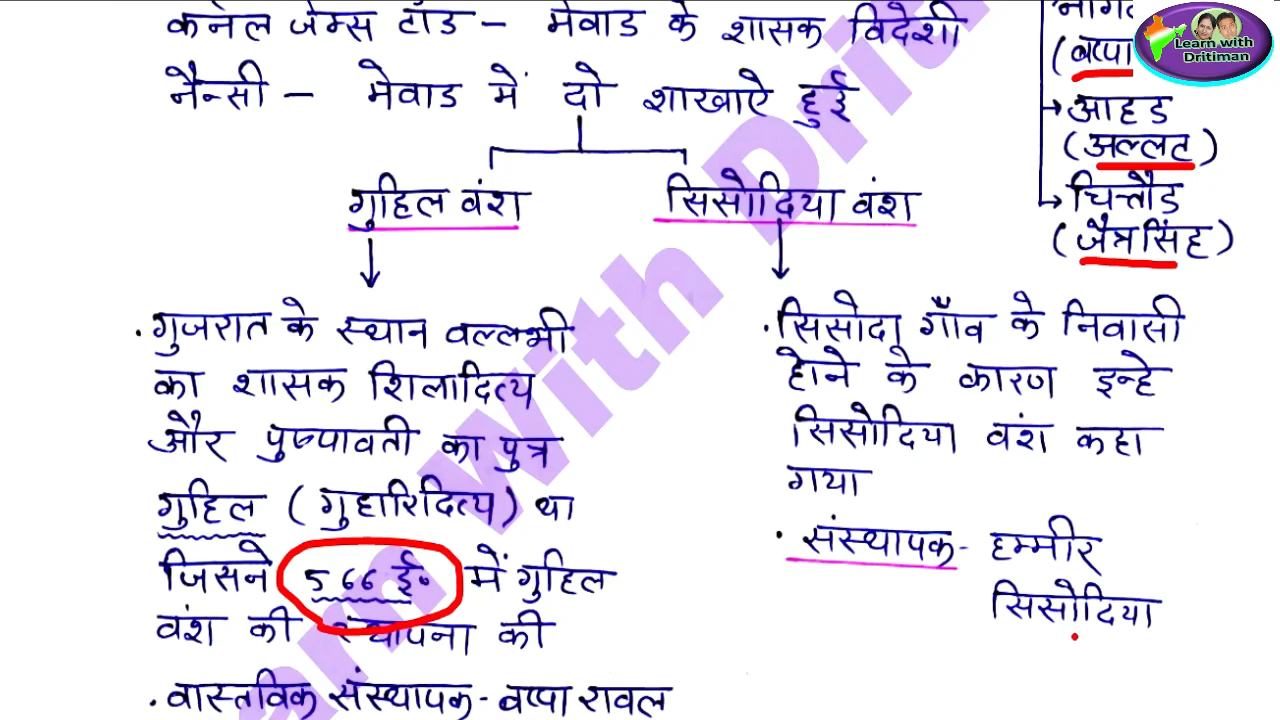 कर्नल जेम्स टॉड - मेवाड के शासक विदेशी
नैन्सी - मेवाड में दो शाखाऐ हुई
गुहिल वंश
सिसोदिया वंश
. गुजरात के स्थान वल्लभी
का शासक शिलादित्य
और पुष्पावती का पुत्र
गुहिल (गुहारिदित्य) था
जिसने 566 ई० में गुहिल
वंश की स्थापना की
. वास्तविक संस्थापक - बप्पा रावल
. सिसोदा गाँव के निवासी
होने के कारण इन्हे
सिसोदिया वंश कहा
गया
. संस्थापक - हम्मीर
सिसोदिया
(बप्पा
→ आहड
(अल्लट)
→ चित्तौड
(जैत्रसिंह)
Learn with
Dritiman